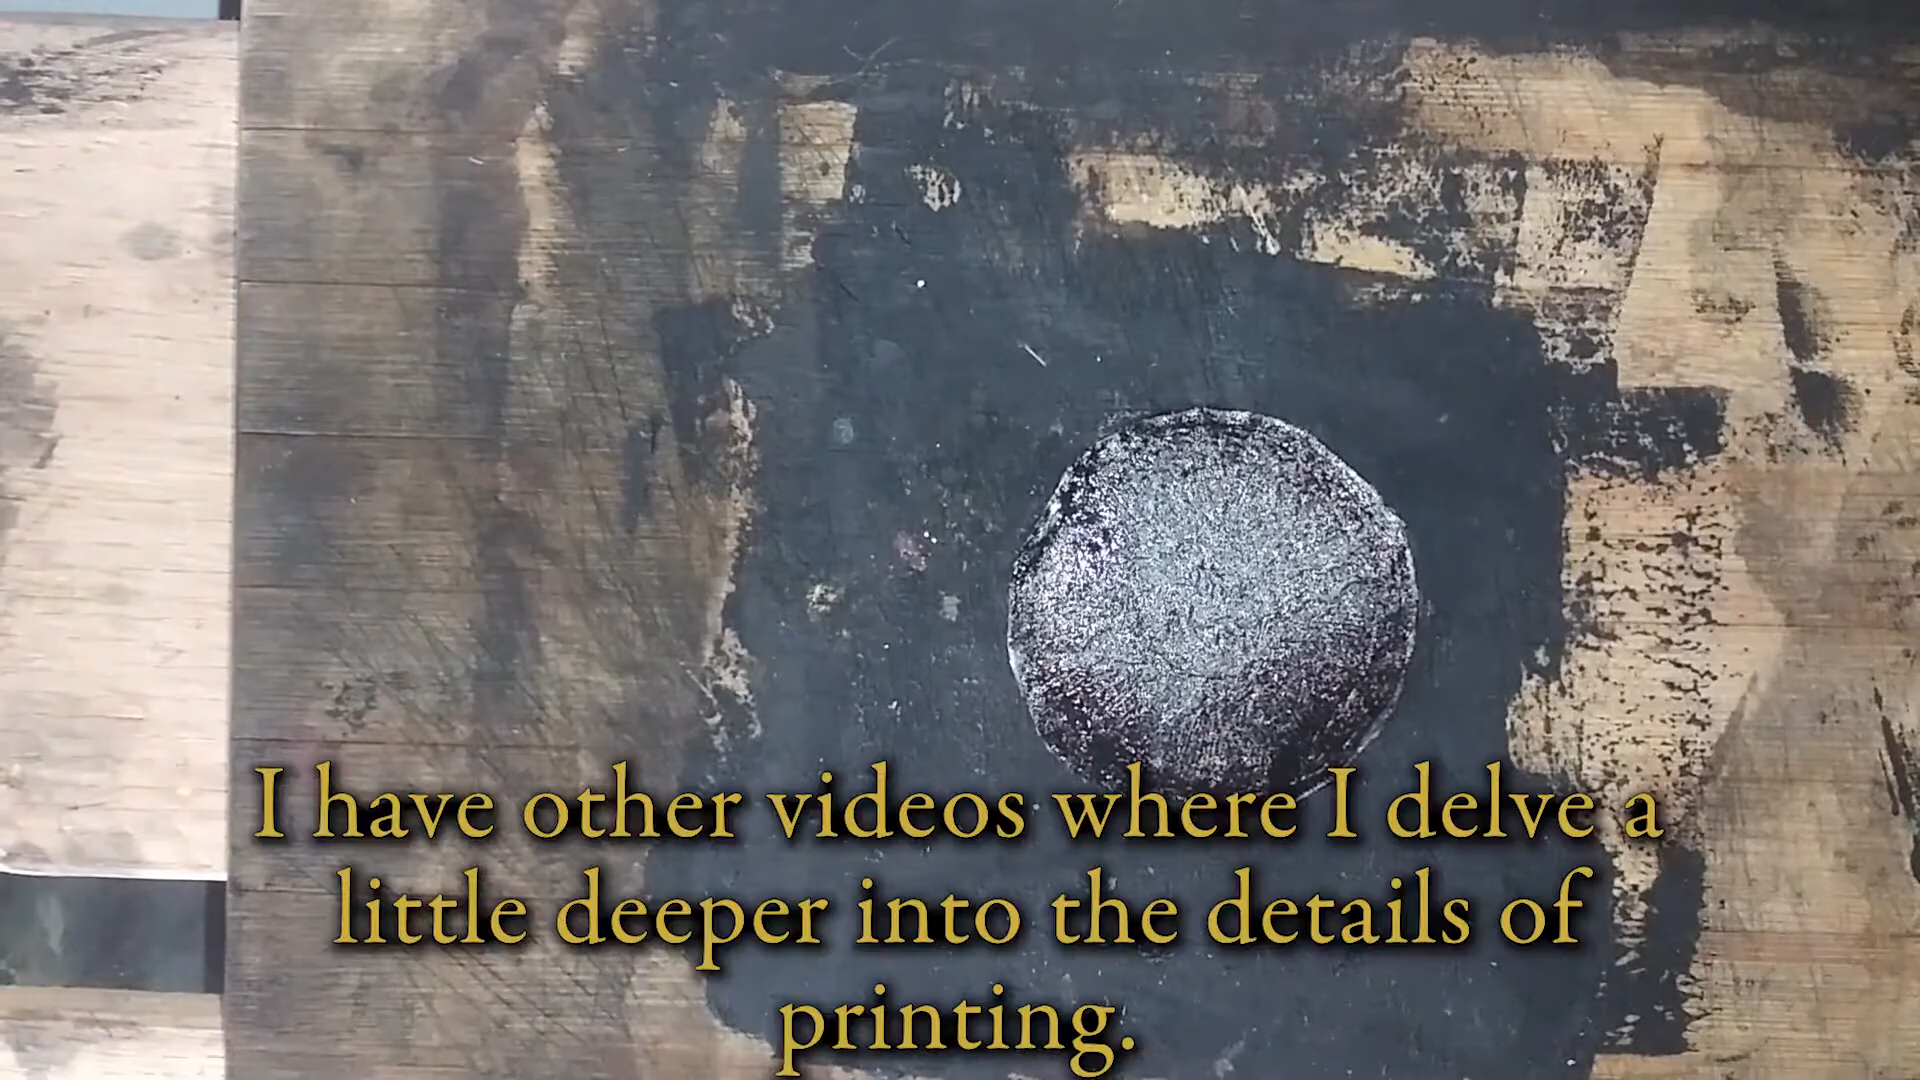 I have other videos where I delve a
little deeper into the details of
printing.